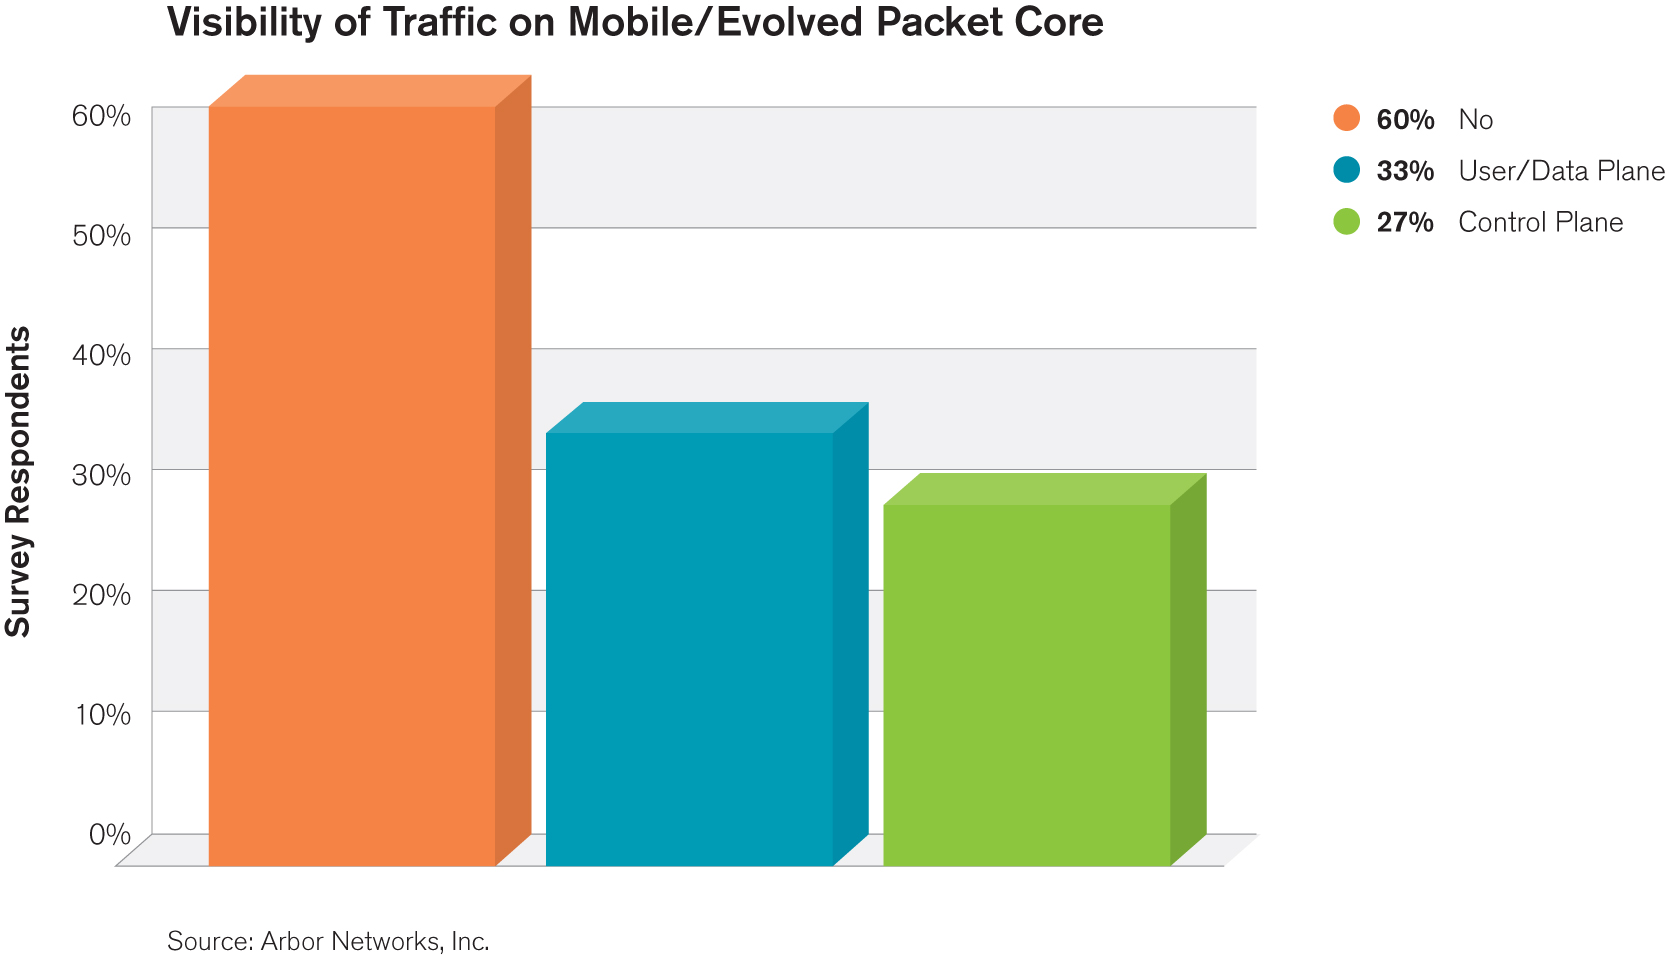 Visibility of Traffic on Mobile/Evolved Packet Core
60%
50%
40%
30%
20%
10%
0%
Survey Respondents
60% No
33% User/Data Plane
27% Control Plane
Source: Arbor Networks, Inc.